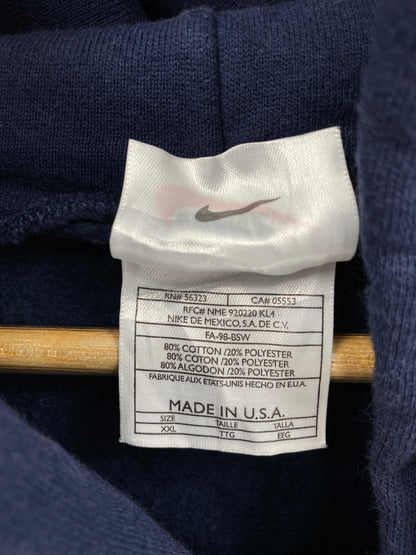 RN# 56323 CA# 05553
RFC# NME 920220 KL4
NIKE DE MEXICO, S.A. DE C.V.
FA-98-BSW
80% COTTON /20% POLYESTER
80% COTTON /20% POLYESTER
80% ALGODON /20% POLYESTER
FABRIQUE AUX ETATS-UNIS HECHO EN E.U.A.
MADE IN U.S.A.
SIZE TAILLE TALLA
XXL TTG EEG